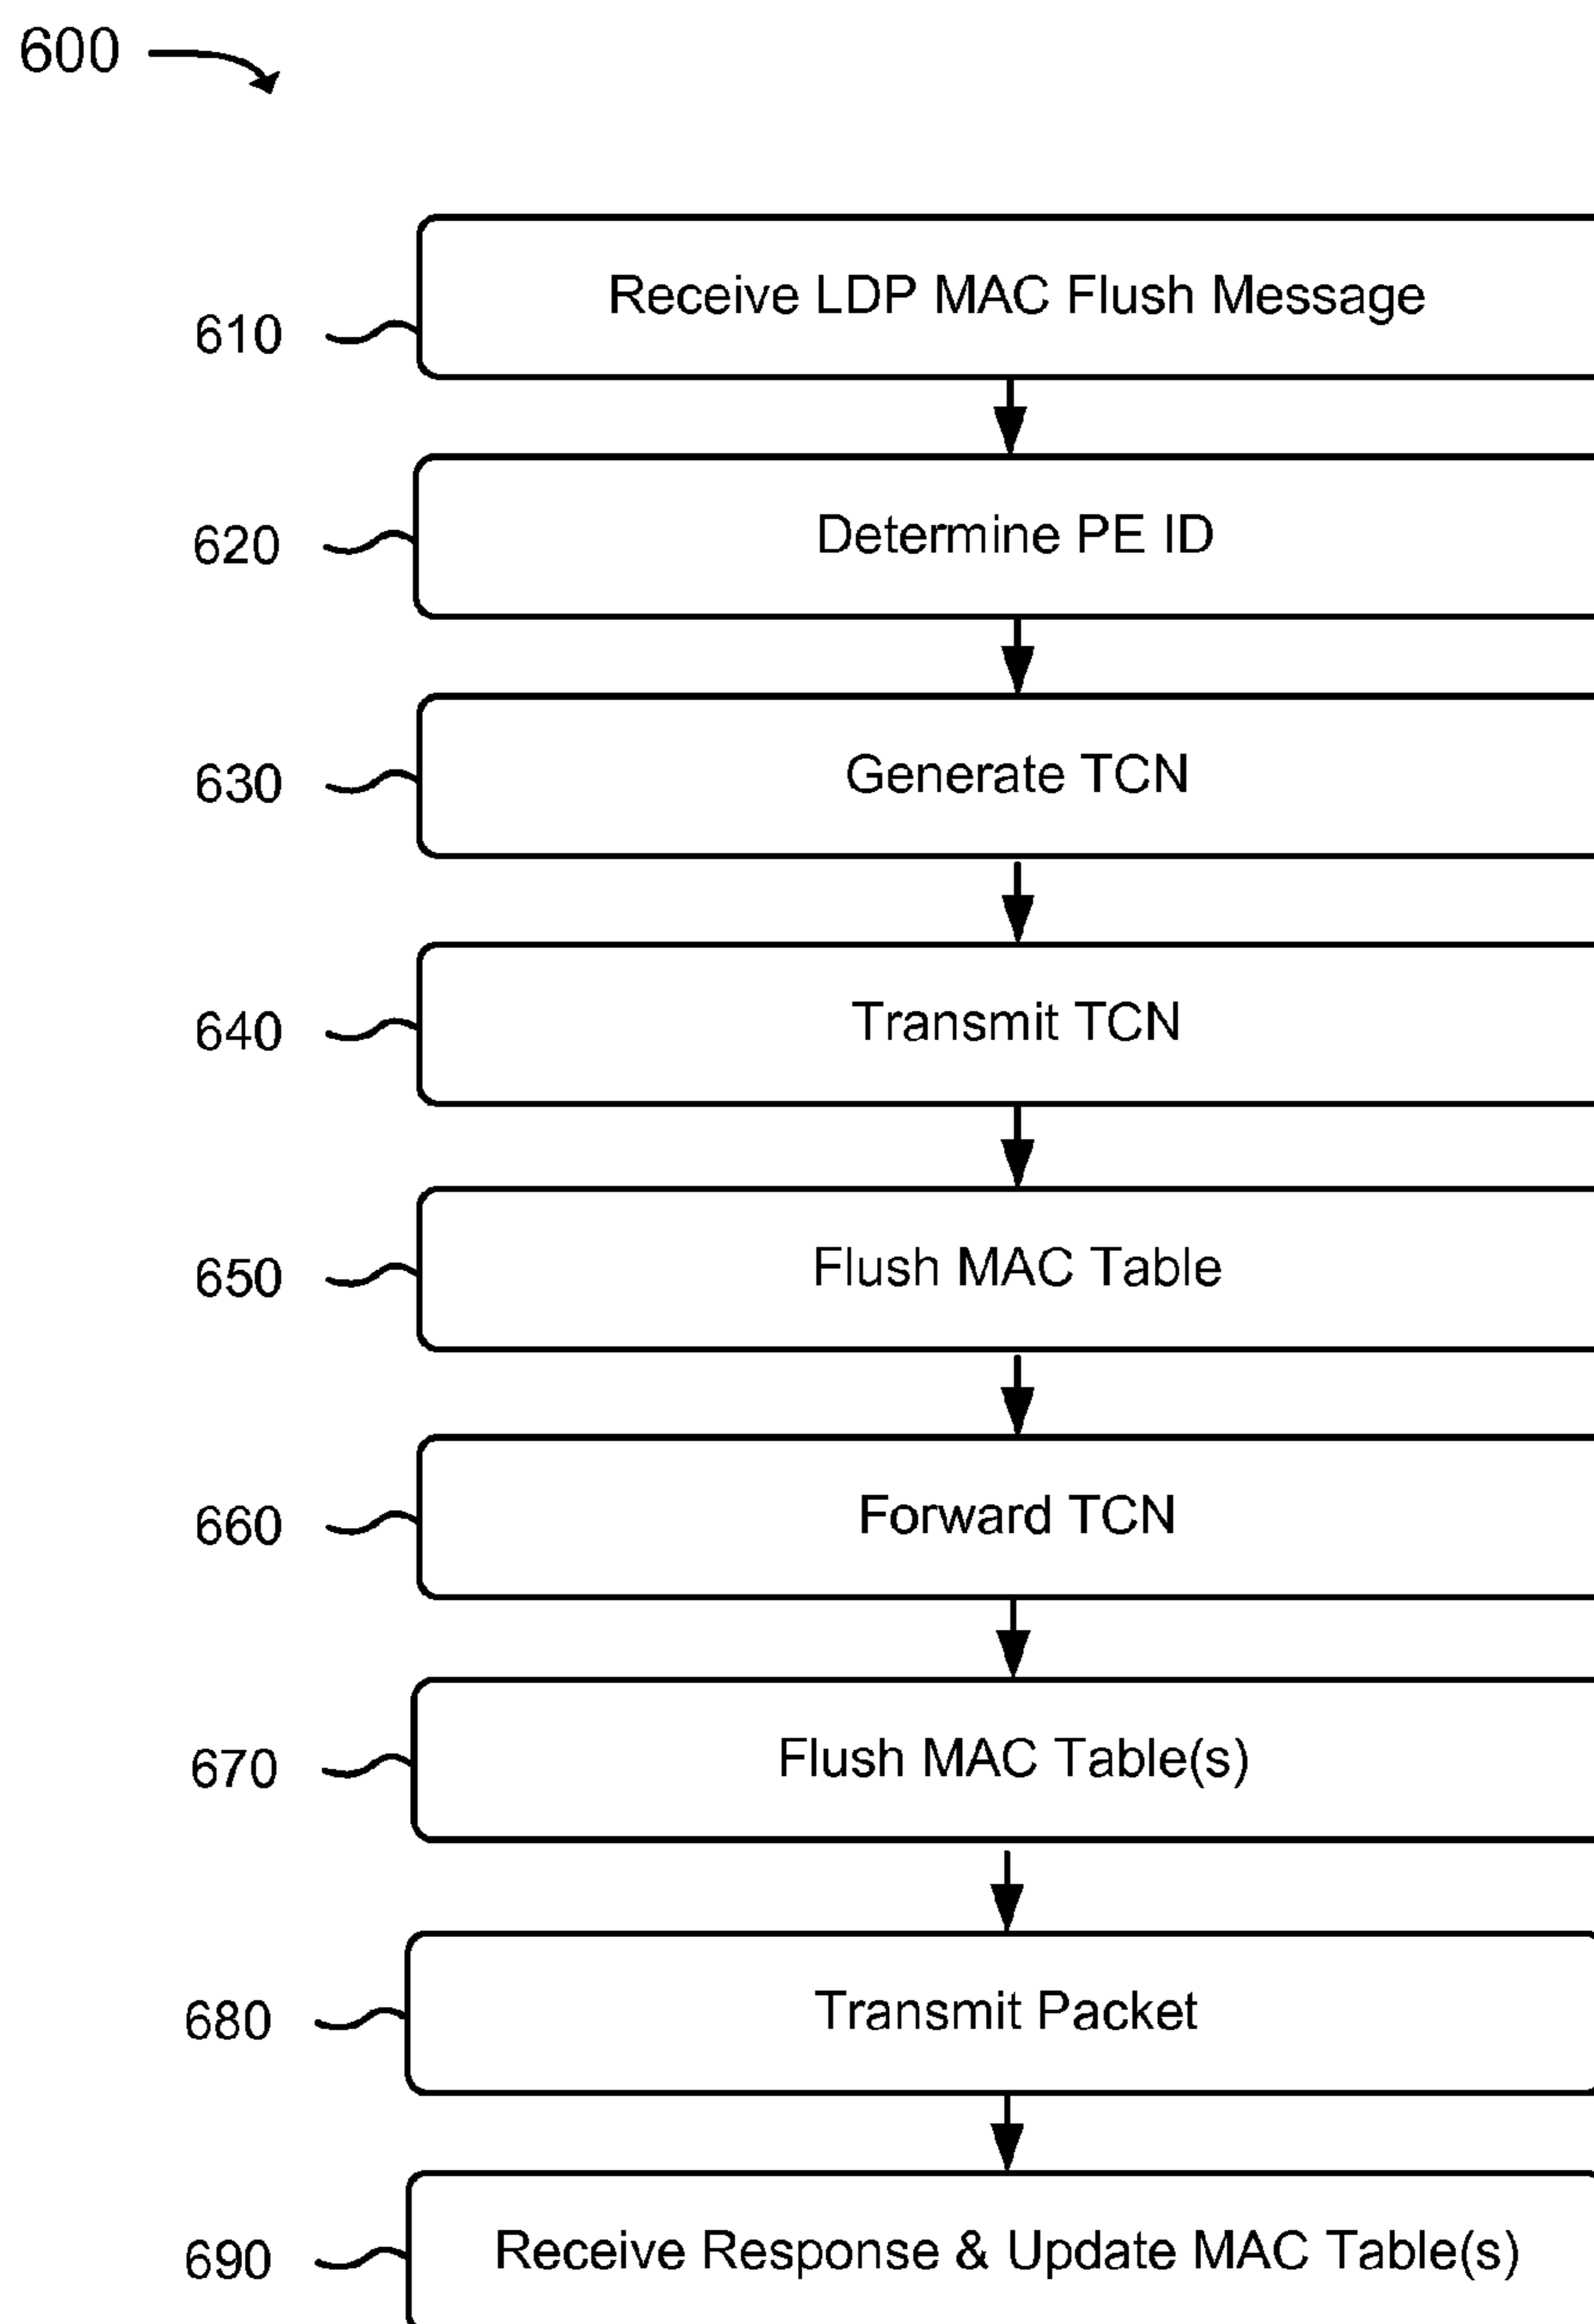 600
Receive LDP MAC Flush Message
610
Determine PE ID
620
Generate TCN
630
Transmit TCN
640
Flush MAC Table
650
Forward TCN
660
Flush MAC Table(s)
670
Transmit Packet
680
Receive Response & Update MAC Table(s)
690